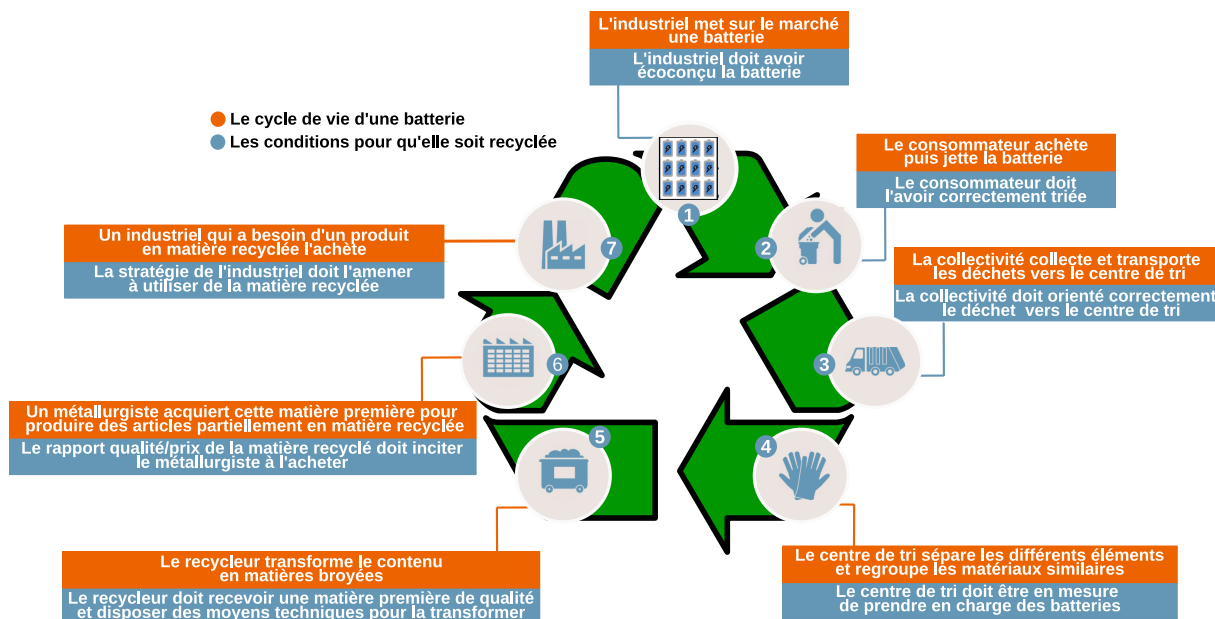 L'industriel met sur le marché
une batterie
L'industriel doit avoir
écoconçu la batterie
Le cycle de vie d'une batterie
Les conditions pour qu'elle soit recyclée
1
Le consommateur achète
puis jette la batterie
Le consommateur doit
l'avoir correctement triée
2
La collectivité collecte et transporte
les déchets vers le centre de tri
La collectivité doit orienté correctement
le déchet vers le centre de tri
3
4
Le centre de tri sépare les différents éléments
et regroupe les matériaux similaires
Le centre de tri doit être en mesure
de prendre en charge des batteries
5
Le recycleur transforme le contenu
en matières broyées
Le recycleur doit recevoir une matière première de qualité
et disposer des moyens techniques pour la transformer
6
Un métallurgiste acquiert cette matière première pour
produire des articles partiellement en matière recyclée
Le rapport qualité/prix de la matière recyclé doit inciter
le métallurgiste à l'acheter
7
Un industriel qui a besoin d'un produit
en matière recyclée l'achète
La stratégie de l'industriel doit l'amener
à utiliser de la matière recyclée